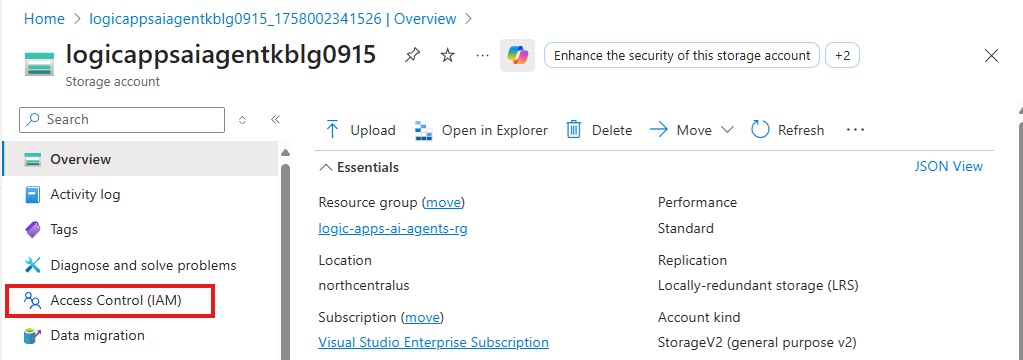 Home > logicappsaiagentkblg0915_1758002341526 | Overview >
logicappsaiagentkblg0915
Storage account
Enhance the security of this storage account
+2
Search
Upload
Open in Explorer
Delete
Move
Refresh
Overview
Activity log
Tags
Diagnose and solve problems
Access Control (IAM)
Data migration
Essentials
JSON View
Resource group (move)
logic-apps-ai-agents-rg
Location
northcentralus
Subscription (move)
Visual Studio Enterprise Subscription
Performance
Standard
Replication
Locally-redundant storage (LRS)
Account kind
StorageV2 (general purpose v2)